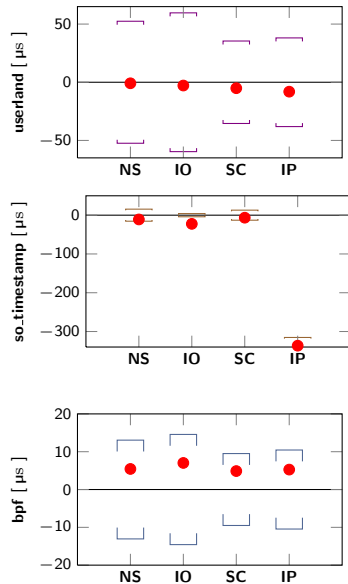 userland [ µs ]
50
0
−50
NS IO SC IP
so_timestamp [ µs ]
0
−100
−200
−300
NS IO SC IP
bpf [ µs ]
20
10
0
−10
−20
NS IO SC IP